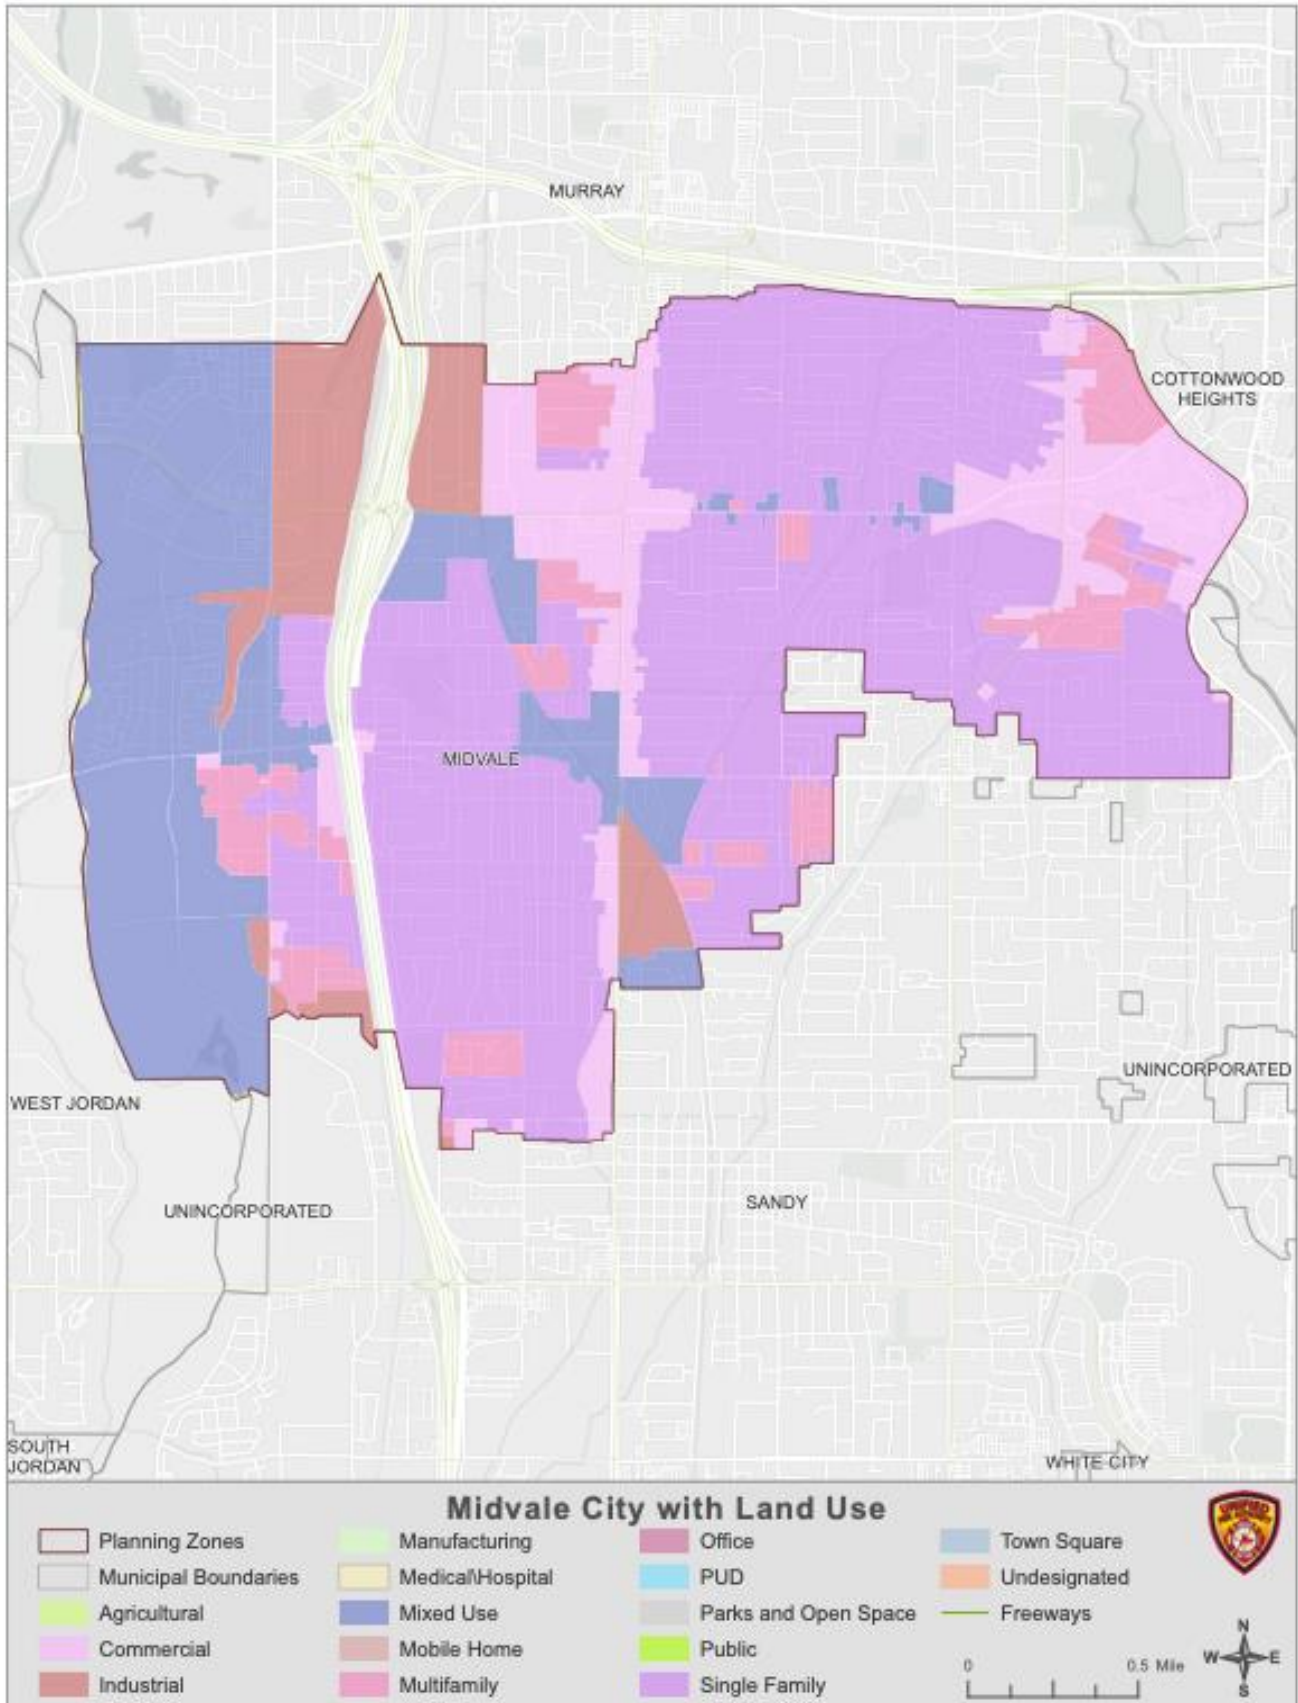 MURRAY
COTTONWOOD
HEIGHTS
MIDVALE
UNINCORPORATED
WEST JORDAN
SANDY
UNINCORPORATED
SOUTH
JORDAN
WHITE CITY
Midvale City with Land Use
Planning Zones
Municipal Boundaries
Agricultural
Commercial
Industrial
Manufacturing
Medical\Hospital
Mixed Use
Mobile Home
Multifamily
Office
PUD
Parks and Open Space
Public
Single Family
Town Square
Undesignated
Freeways
0 0.5 Mile
N
W E
S